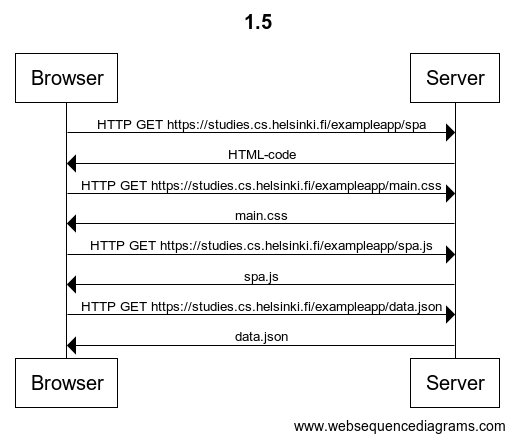 1.5
Browser Server
HTTP GET https://studies.cs.helsinki.fi/exampleapp/spa
HTML-code
HTTP GET https://studies.cs.helsinki.fi/exampleapp/main.css
main.css
HTTP GET https://studies.cs.helsinki.fi/exampleapp/spa.js
spa.js
HTTP GET https://studies.cs.helsinki.fi/exampleapp/data.json
data.json
Browser Server
www.websequencediagrams.com